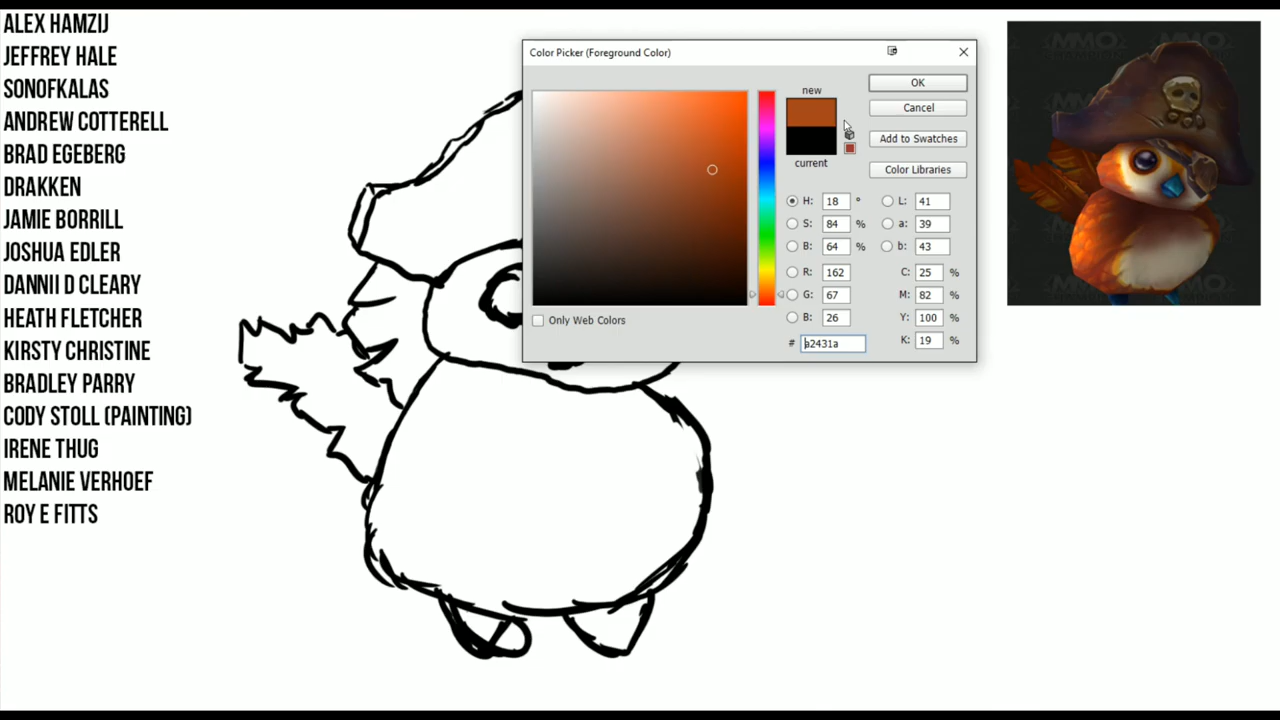 ALEX HAMZIJ
JEFFREY HALE
SONOFKALAS
ANDREW COTTERELL
BRAD EGEBERG
DRAKKEN
JAMIE BORRILL
JOSHUA EDLER
DANNII D CLEARY
HEATH FLETCHER
KIRSTY CHRISTINE
BRADLEY PARRY
CODY STOLL (PAINTING)
IRENE THUG
MELANIE VERHOEF
ROY E FITTS
Color Picker (Foreground Color)
new
current
OK
Cancel
Add to Swatches
Color Libraries
H: 18 ° L: 41
S: 84 % a: 39
B: 64 % b: 43
R: 162 C: 25 %
G: 67 M: 82 %
B: 26 Y: 100 %
# a2431a K: 19 %
Only Web Colors
MMO
MMO